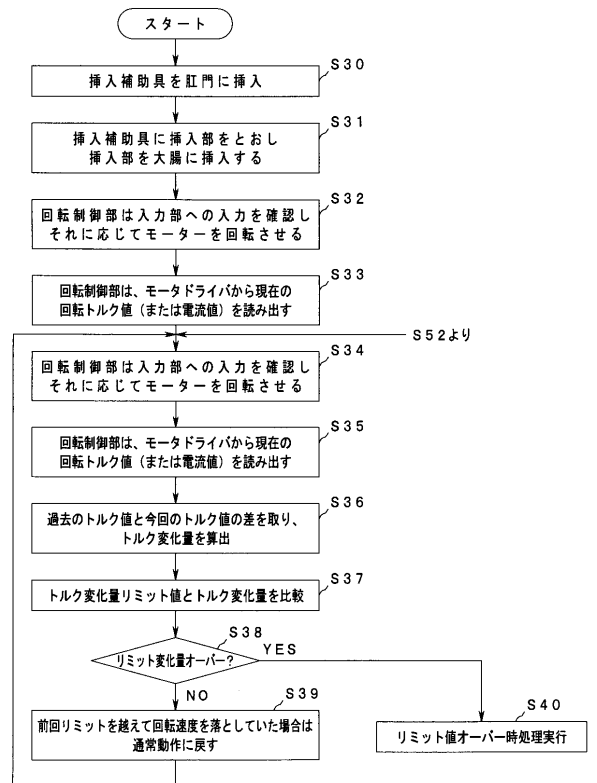 スタート
S30
挿入補助具を肛門に挿入
S31
挿入補助具に挿入部をとおし
挿入部を大腸に挿入する
S32
回転制御部は入力部への入力を確認し
それに応じてモーターを回転させる
S33
回転制御部は、モータドライバから現在の
回転トルク値（または電流値）を読み出す
S52より
S34
回転制御部は入力部への入力を確認し
それに応じてモーターを回転させる
S35
回転制御部は、モータドライバから現在の
回転トルク値（または電流値）を読み出す
S36
過去のトルク値と今回のトルク値の差を取り、
トルク変化量を算出
S37
トルク変化量リミット値とトルク変化量を比較
S38
リミット変化量オーバー？
YES
NO
S39
前回リミットを越えて回転速度を落としていた場合は
通常動作に戻す
S40
リミット値オーバー時処理実行